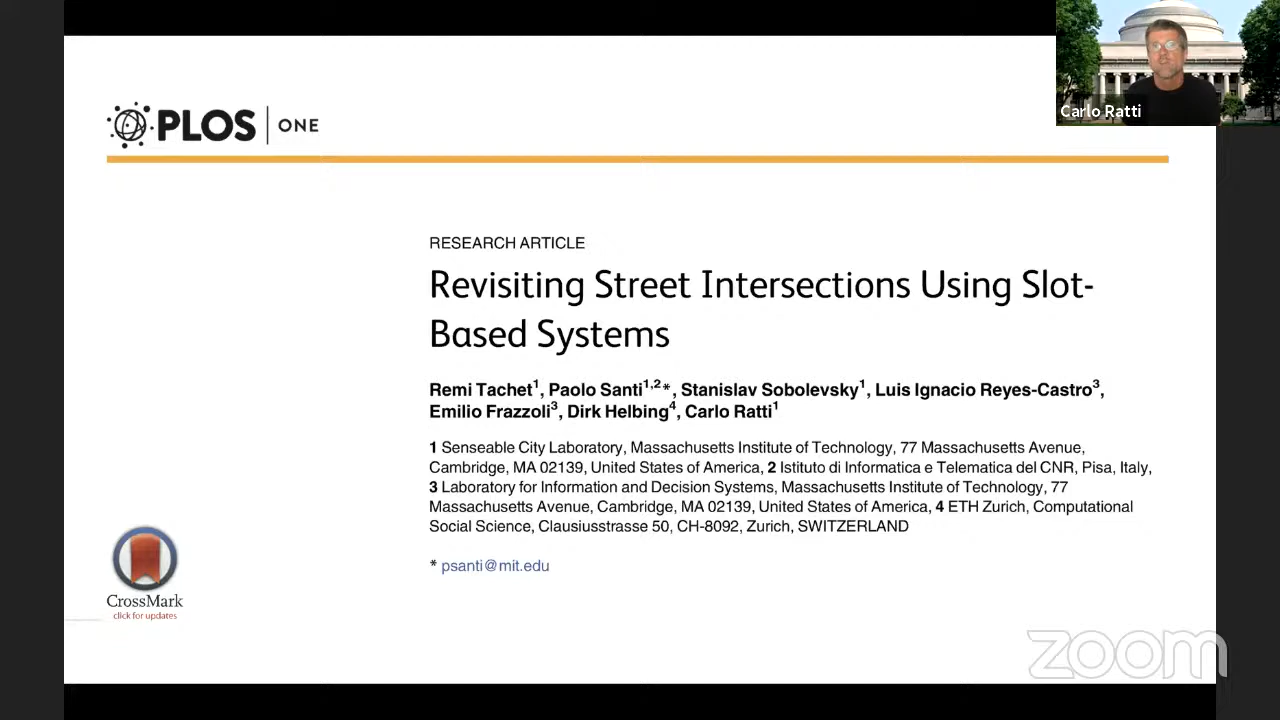 Carlo Ratti
PLOS | ONE
RESEARCH ARTICLE
Revisiting Street Intersections Using Slot-
Based Systems
Remi Tachet1, Paolo Santi1,2*, Stanislav Sobolevsky1, Luis Ignacio Reyes-Castro3,
Emilio Frazzoli3, Dirk Helbing4, Carlo Ratti1
1 Senseable City Laboratory, Massachusetts Institute of Technology, 77 Massachusetts Avenue,
Cambridge, MA 02139, United States of America, 2 Istituto di Informatica e Telematica del CNR, Pisa, Italy,
3 Laboratory for Information and Decision Systems, Massachusetts Institute of Technology, 77
Massachusetts Avenue, Cambridge, MA 02139, United States of America, 4 ETH Zurich, Computational
Social Science, Clausiusstrasse 50, CH-8092, Zurich, SWITZERLAND
* psanti@mit.edu
CrossMark
click for updates
zoom